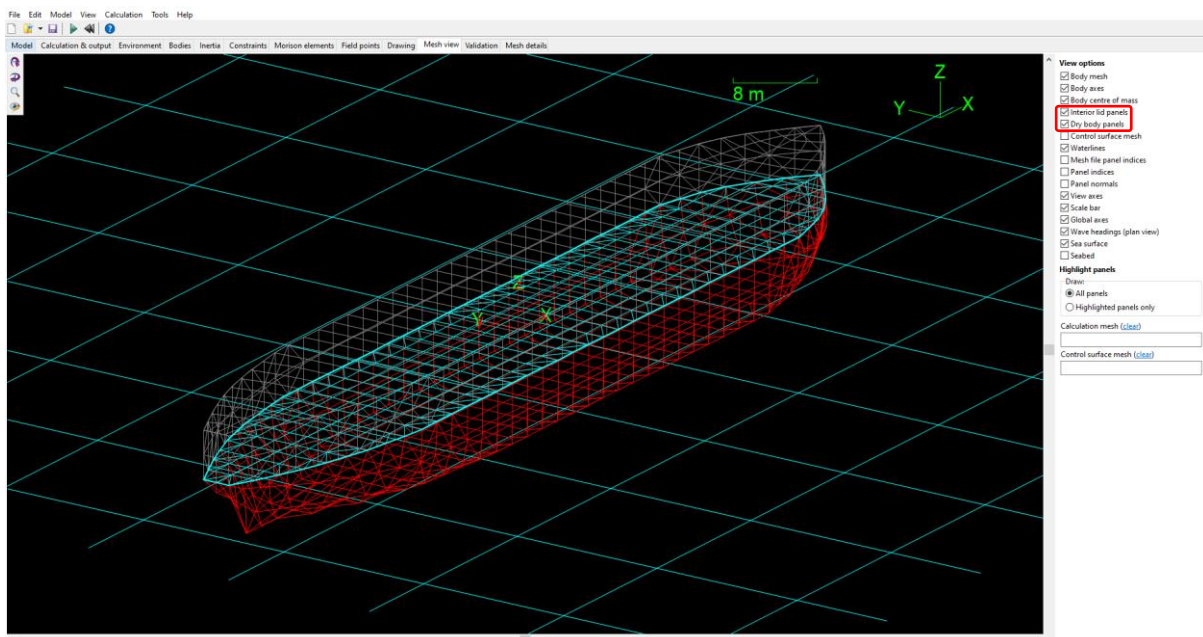 File Edit Model View Calculation Tools Help
Model Calculation & output Environment Bodies Inertia Constraints Morison elements Field points Drawing Mesh view Validation Mesh details
8 m
Z
Y
X
Z
Y
X
View options
Body mesh
Body axes
Body centre of mass
Interior lid panels
Dry body panels
Control surface mesh
Waterlines
Mesh file panel indices
Panel indices
Panel normals
View axes
Scale bar
Global axes
Wave headings (plan view)
Sea surface
Seabed
Highlight panels
Draw:
All panels
Highlighted panels only
Calculation mesh (clear)
Control surface mesh (clear)